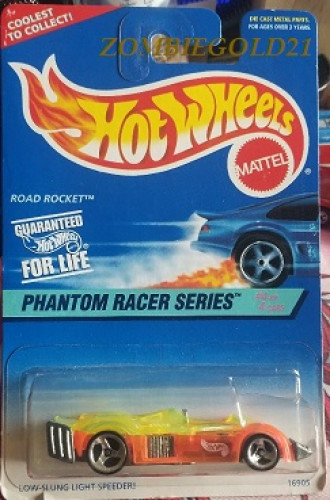 COOLEST
TO COLLECT!
DIE CAST METAL PARTS.
FOR AGES OVER 3 YEARS.
ZOMBIEGOLD21
HOT WHEELS
MATTEL
ROAD ROCKET™
GUARANTEED
Hot Wheels
FOR LIFE
PHANTOM RACER SERIES™
LOW-SLUNG LIGHT SPEEDER!
16905